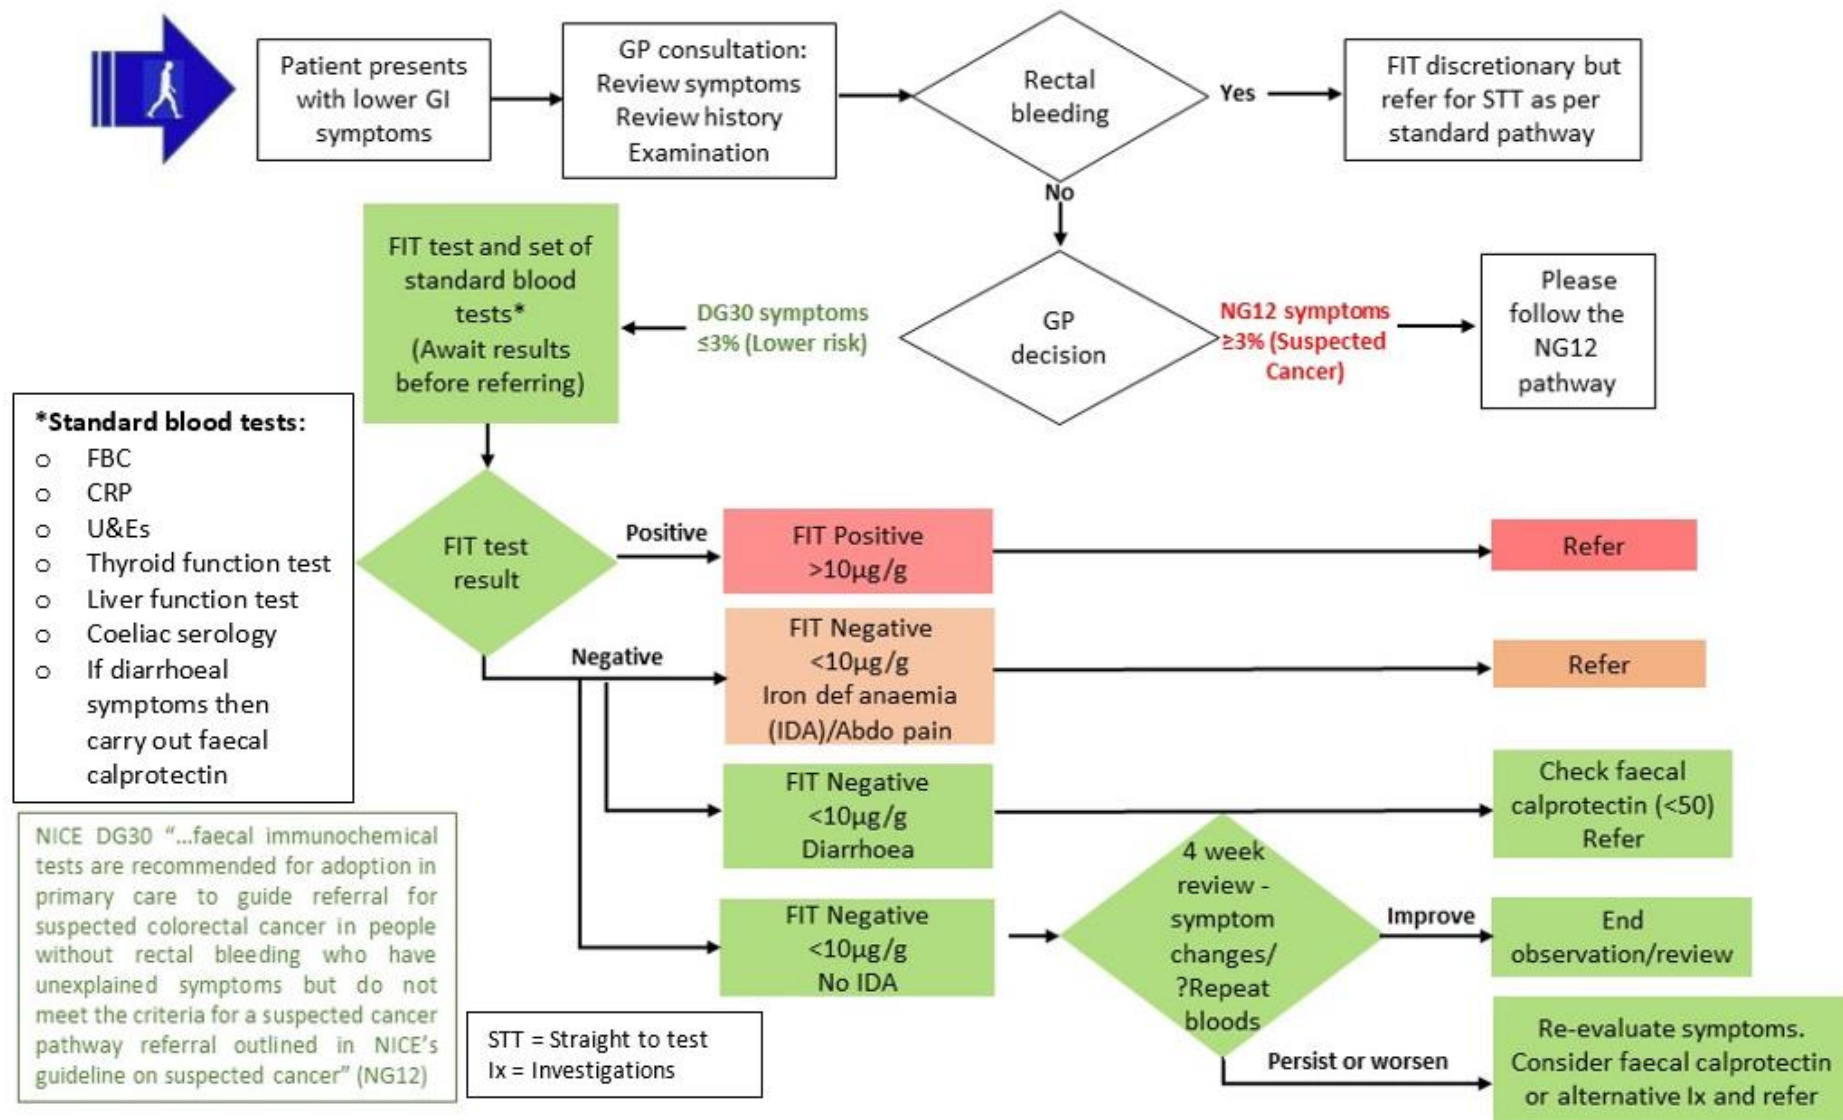 Patient presents
with lower GI
symptoms
GP consultation:
Review symptoms
Review history
Examination
Rectal
bleeding
Yes
FIT discretionary but
refer for STT as per
standard pathway
No
FIT test and set of
standard blood
tests*
(Await results
before referring)
DG30 symptoms
≤3% (Lower risk)
GP
decision
NG12 symptoms
≥3% (Suspected
Cancer)
Please
follow the
NG12
pathway
*Standard blood tests:
o FBC
o CRP
o U&Es
o Thyroid function test
o Liver function test
o Coeliac serology
o If diarrhoeal
symptoms then
carry out faecal
calprotectin
FIT test
result
Positive
FIT Positive
>10µg/g
Refer
Negative
FIT Negative
<10µg/g
Iron def anaemia
(IDA)/Abdo pain
Refer
FIT Negative
<10µg/g
Diarrhoea
Check faecal
calprotectin (<50)
Refer
FIT Negative
<10µg/g
No IDA
4 week
review -
symptom
changes/
?Repeat
bloods
Improve
End
observation/review
Persist or worsen
Re-evaluate symptoms.
Consider faecal calprotectin
or alternative Ix and refer
NICE DG30 "...faecal immunochemical
tests are recommended for adoption in
primary care to guide referral for
suspected colorectal cancer in people
without rectal bleeding who have
unexplained symptoms but do not
meet the criteria for a suspected cancer
pathway referral outlined in NICE's
guideline on suspected cancer" (NG12)
STT = Straight to test
Ix = Investigations